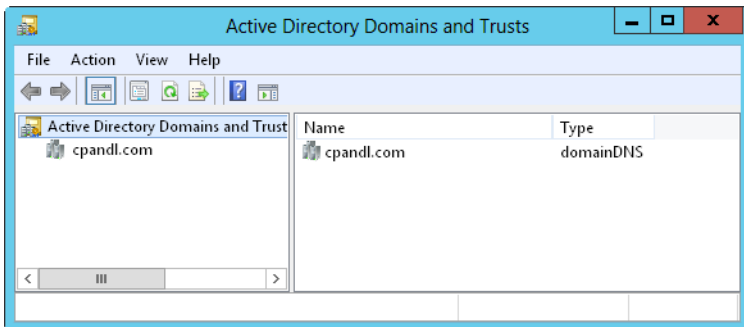 Active Directory Domains and Trusts
File Action View Help
Active Directory Domains and Trust
Name Type
cpandl.com
cpandl.com domainDNS